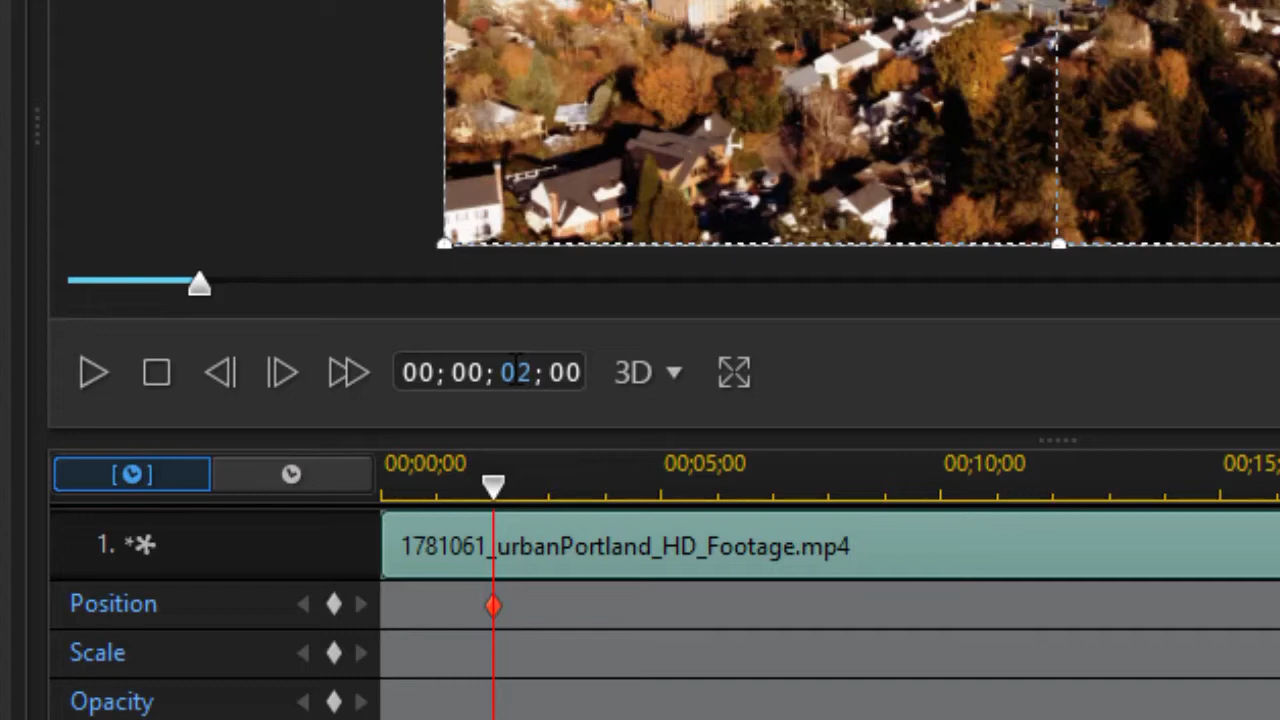 00; 00; 02; 00 3D
00;00;00 00;05;00 00;10;00 00;15;
1. **
1781061_urbanPortland_HD_Footage.mp4
Position
Scale
Opacity